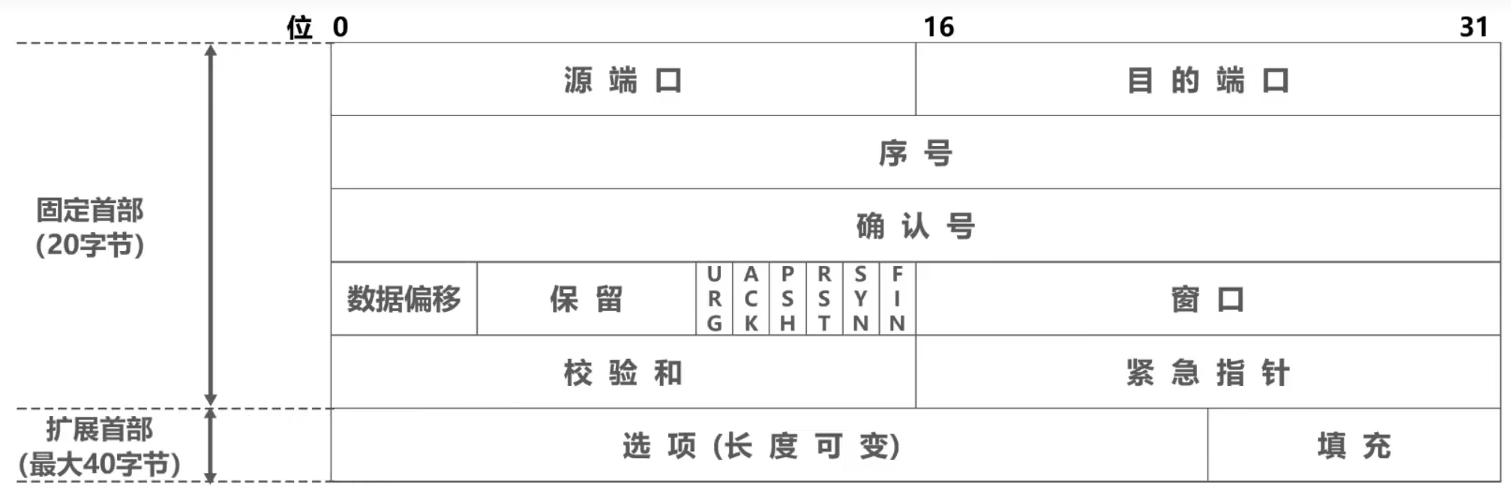 位 0 16 31
源端口 目的端口
序号
确认号
固定首部
(20字节)
数据偏移 保留 URG ACK PSH RST SYN FIN 窗口
校验和 紧急指针
扩展首部
(最大40字节)
选项(长度可变) 填充